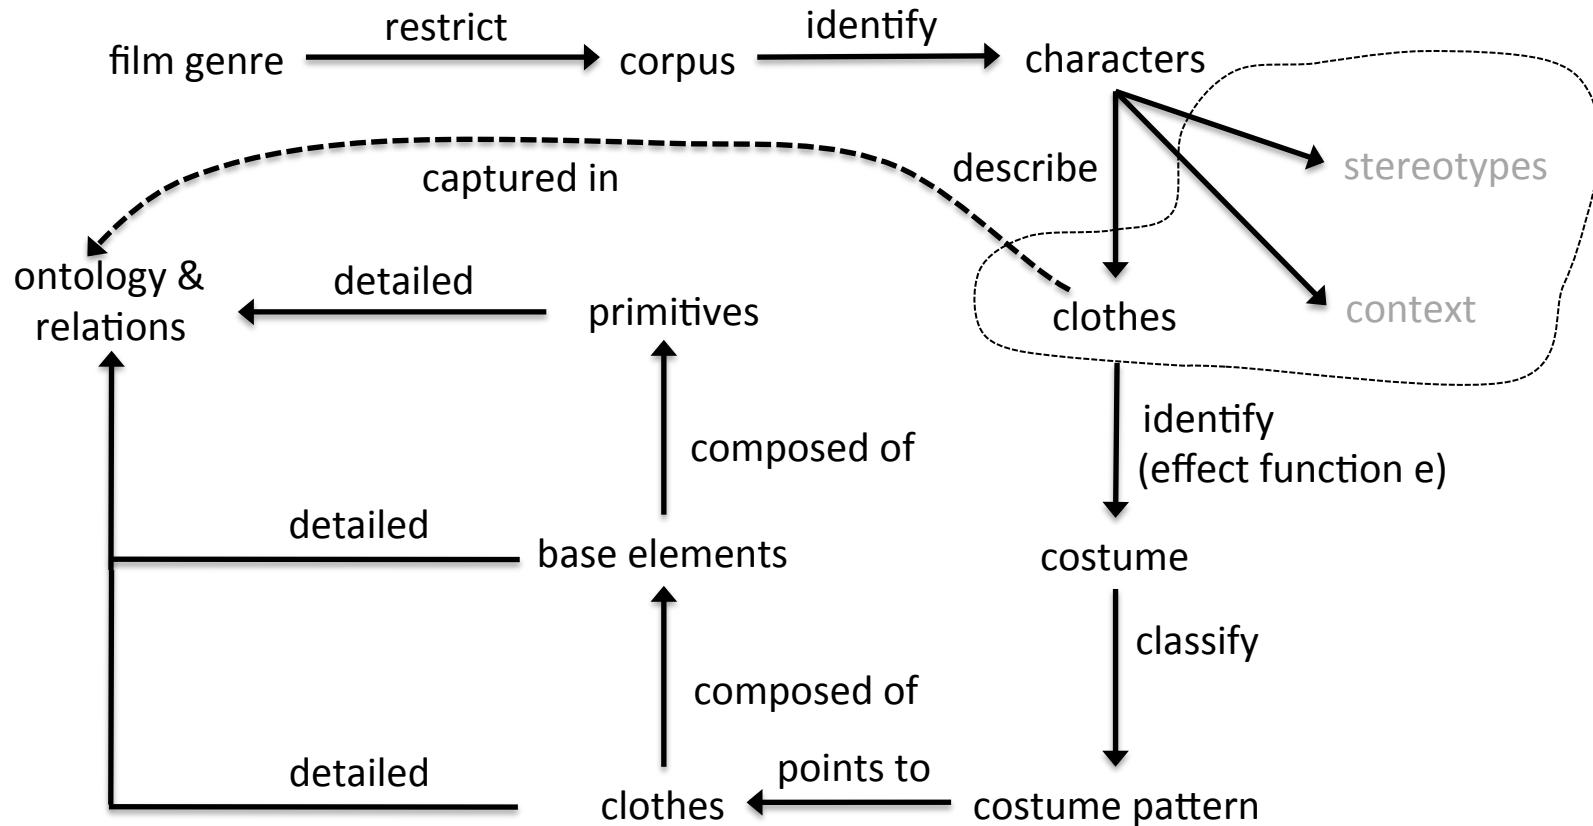 restrict
identify
film genre
corpus
characters
describe
stereotypes
captured in
ontology &
relations
detailed
primitives
clothes
context
identify
(effect function e)
composed of
detailed
base elements
costume
classify
composed of
detailed
points to
clothes
costume pattern